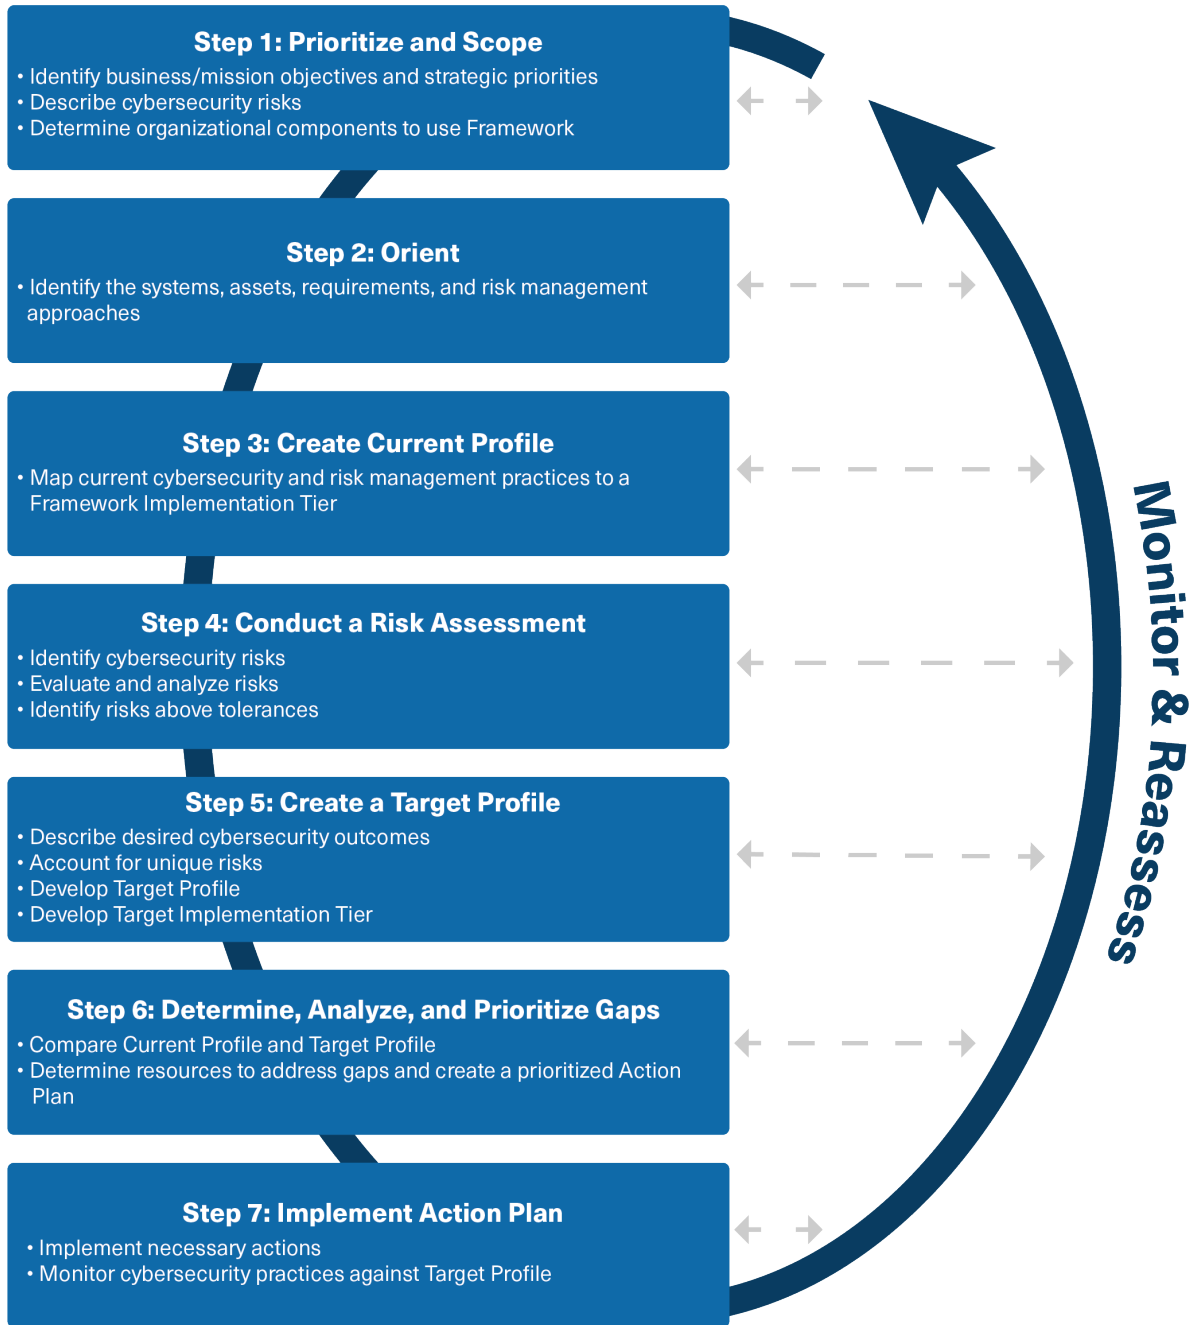 Step 1: Prioritize and Scope
• Identify business/mission objectives and strategic priorities
• Describe cybersecurity risks
• Determine organizational components to use Framework
Step 2: Orient
• Identify the systems, assets, requirements, and risk management
approaches
Step 3: Create Current Profile
• Map current cybersecurity and risk management practices to a
Framework Implementation Tier
Step 4: Conduct a Risk Assessment
• Identify cybersecurity risks
• Evaluate and analyze risks
• Identify risks above tolerances
Step 5: Create a Target Profile
• Describe desired cybersecurity outcomes
• Account for unique risks
• Develop Target Profile
• Develop Target Implementation Tier
Step 6: Determine, Analyze, and Prioritize Gaps
• Compare Current Profile and Target Profile
• Determine resources to address gaps and create a prioritized Action
Plan
Step 7: Implement Action Plan
• Implement necessary actions
• Monitor cybersecurity practices against Target Profile
Monitor & Reassess